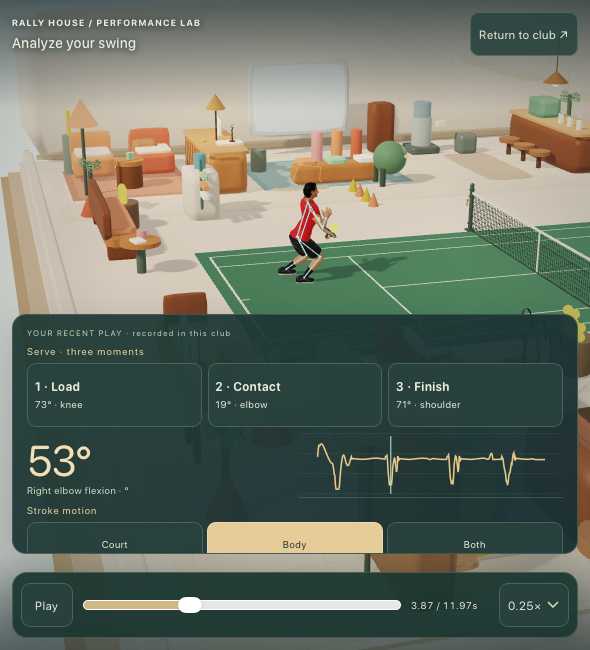 RALLY HOUSE / PERFORMANCE LAB
Analyze your swing
Return to club ↗
YOUR RECENT PLAY · recorded in this club
Serve · three moments
1 · Load
73° · knee
2 · Contact
19° · elbow
3 · Finish
71° · shoulder
53°
Right elbow flexion · °
Stroke motion
Court
Body
Both
Play
3.87 / 11.97s
0.25×